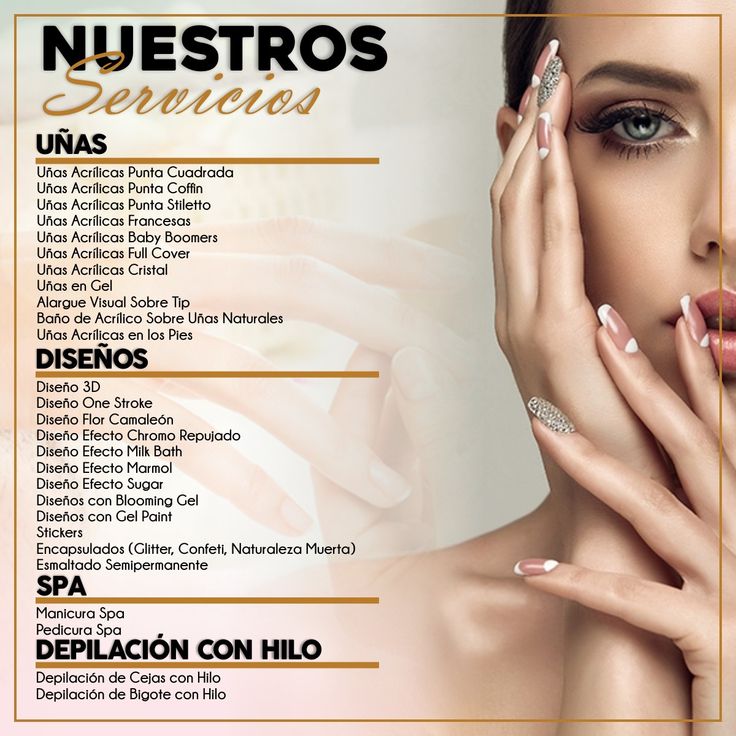 NUESTROS
Servicios
UÑAS
Uñas Acrílicas Punta Cuadrada
Uñas Acrílicas Punta Coffin
Uñas Acrílicas Punta Stiletto
Uñas Acrílicas Francesas
Uñas Acrílicas Baby Boomers
Uñas Acrílicas Full Cover
Uñas Acrílicas Cristal
Uñas en Gel
Alargue Visual Sobre Tip
Baño de Acrílico Sobre Uñas Naturales
Uñas Acrílicas en los Pies
DISEÑOS
Diseño 3D
Diseño One Stroke
Diseño Flor Camaleón
Diseño Efecto Chromo Repujado
Diseño Efecto Milk Bath
Diseño Efecto Marmol
Diseño Efecto Sugar
Diseños con Blooming Gel
Diseños con Gel Paint
Stickers
Encapsulados (Glitter, Confeti, Naturaleza Muerta)
Esmaltado Semipermanente
SPA
Manicura Spa
Pedicura Spa
DEPILACIÓN CON HILO
Depilación de Cejas con Hilo
Depilación de Bigote con Hilo